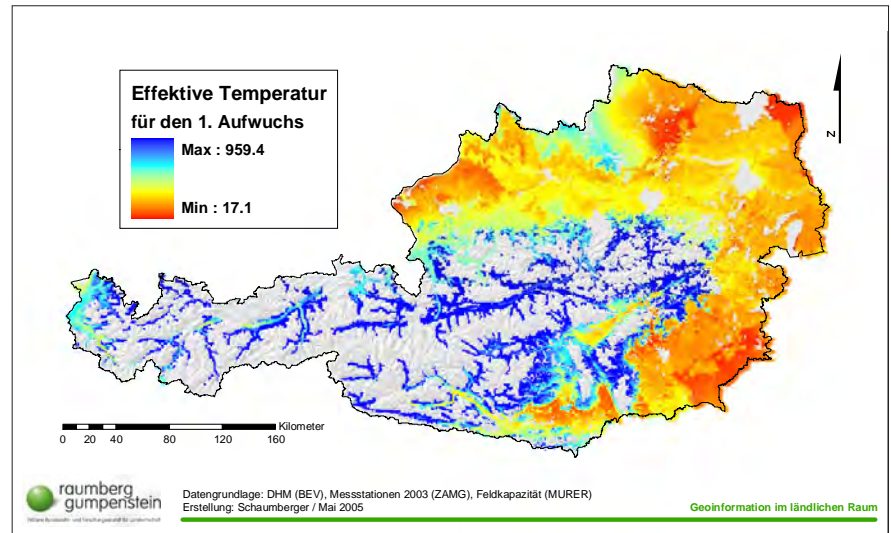 Effektive Temperatur
für den 1. Aufwuchs
Max : 959.4
Min : 17.1
N
Kilometer
0 20 40 80 120 160
raumberg
gumpenstein
Datengrundlage: DHM (BEV), Messstationen 2003 (ZAMG), Feldkapazität (MURER)
Erstellung: Schaumberger / Mai 2005
Geoinformation im ländlichen Raum